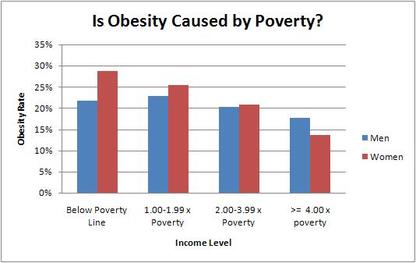 Is Obesity Caused by Poverty?
35%
30%
25%
20%
15%
10%
5%
0%
Obesity Rate
Below Poverty
Line
1.00-1.99 x
Poverty
2.00-3.99 x
Poverty
>= 4.00 x
poverty
Income Level
Men
Women